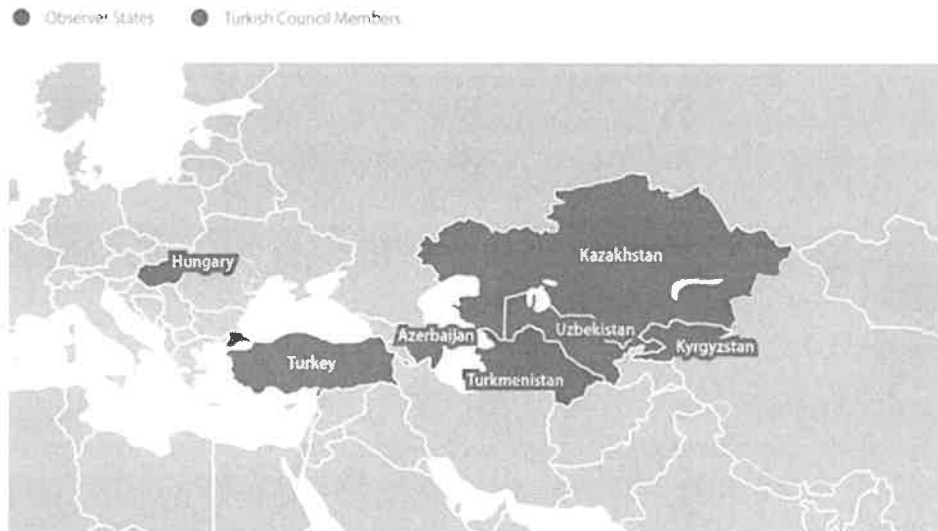 Observer States
Turkish Council Members
Hungary
Kazakhstan
Azerbaijan
Uzbekistan
Kyrgyzstan
Turkey
Turkmenistan